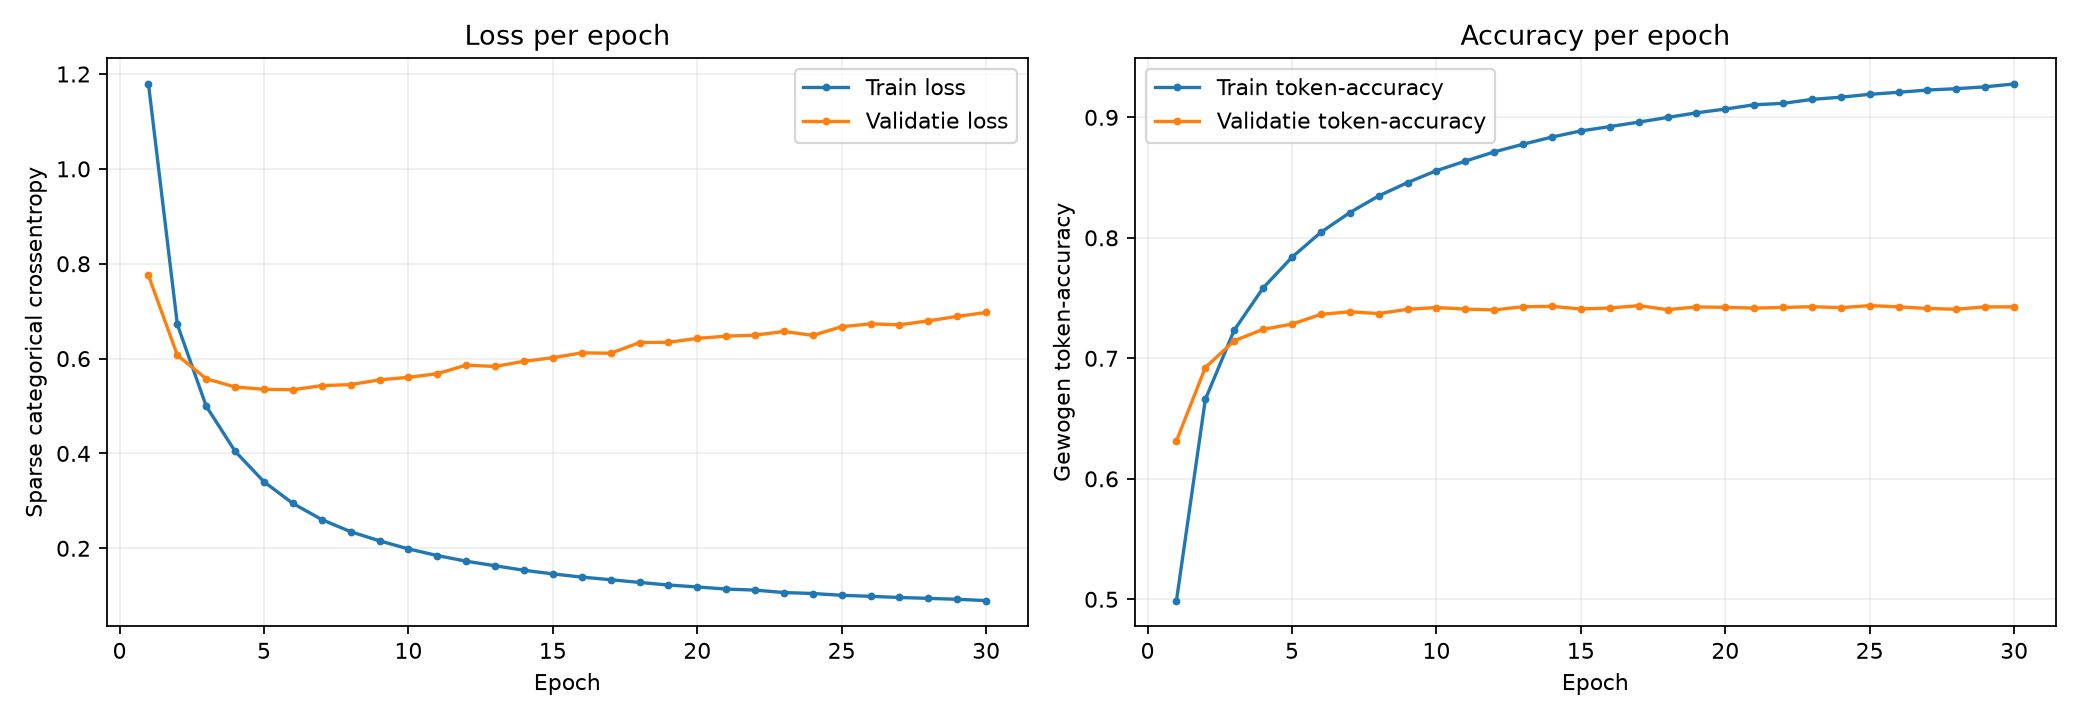 Loss per epoch
Sparse categorical crossentropy
1.2
1.0
0.8
0.6
0.4
0.2
Train loss
Validatie loss
0 5 10 15 20 25 30
Epoch
Accuracy per epoch
Gewogen token-accuracy
0.9
0.8
0.7
0.6
0.5
Train token-accuracy
Validatie token-accuracy
0 5 10 15 20 25 30
Epoch